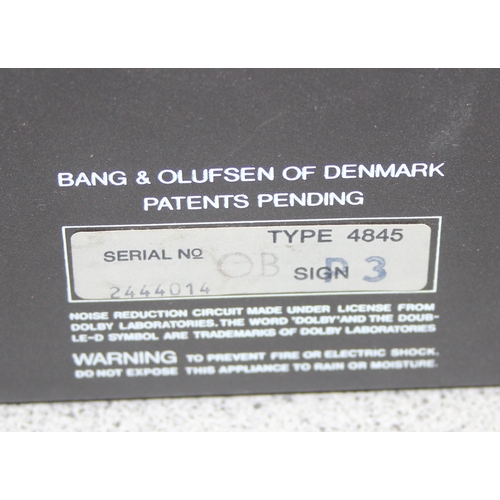 BANG & OLUFSEN OF DENMARK
PATENTS PENDING
TYPE 4845
SERIAL No
OB
SIGN P 3
2444014
NOISE REDUCTION CIRCUIT MADE UNDER LICENSE FROM
DOLBY LABORATORIES. THE WORD "DOLBY" AND THE DOUB-
LE-D SYMBOL ARE TRADEMARKS OF DOLBY LABORATORIES
WARNING TO PREVENT FIRE OR ELECTRIC SHOCK.
DO NOT EXPOSE THIS APPLIANCE TO RAIN OR MOISTURE.